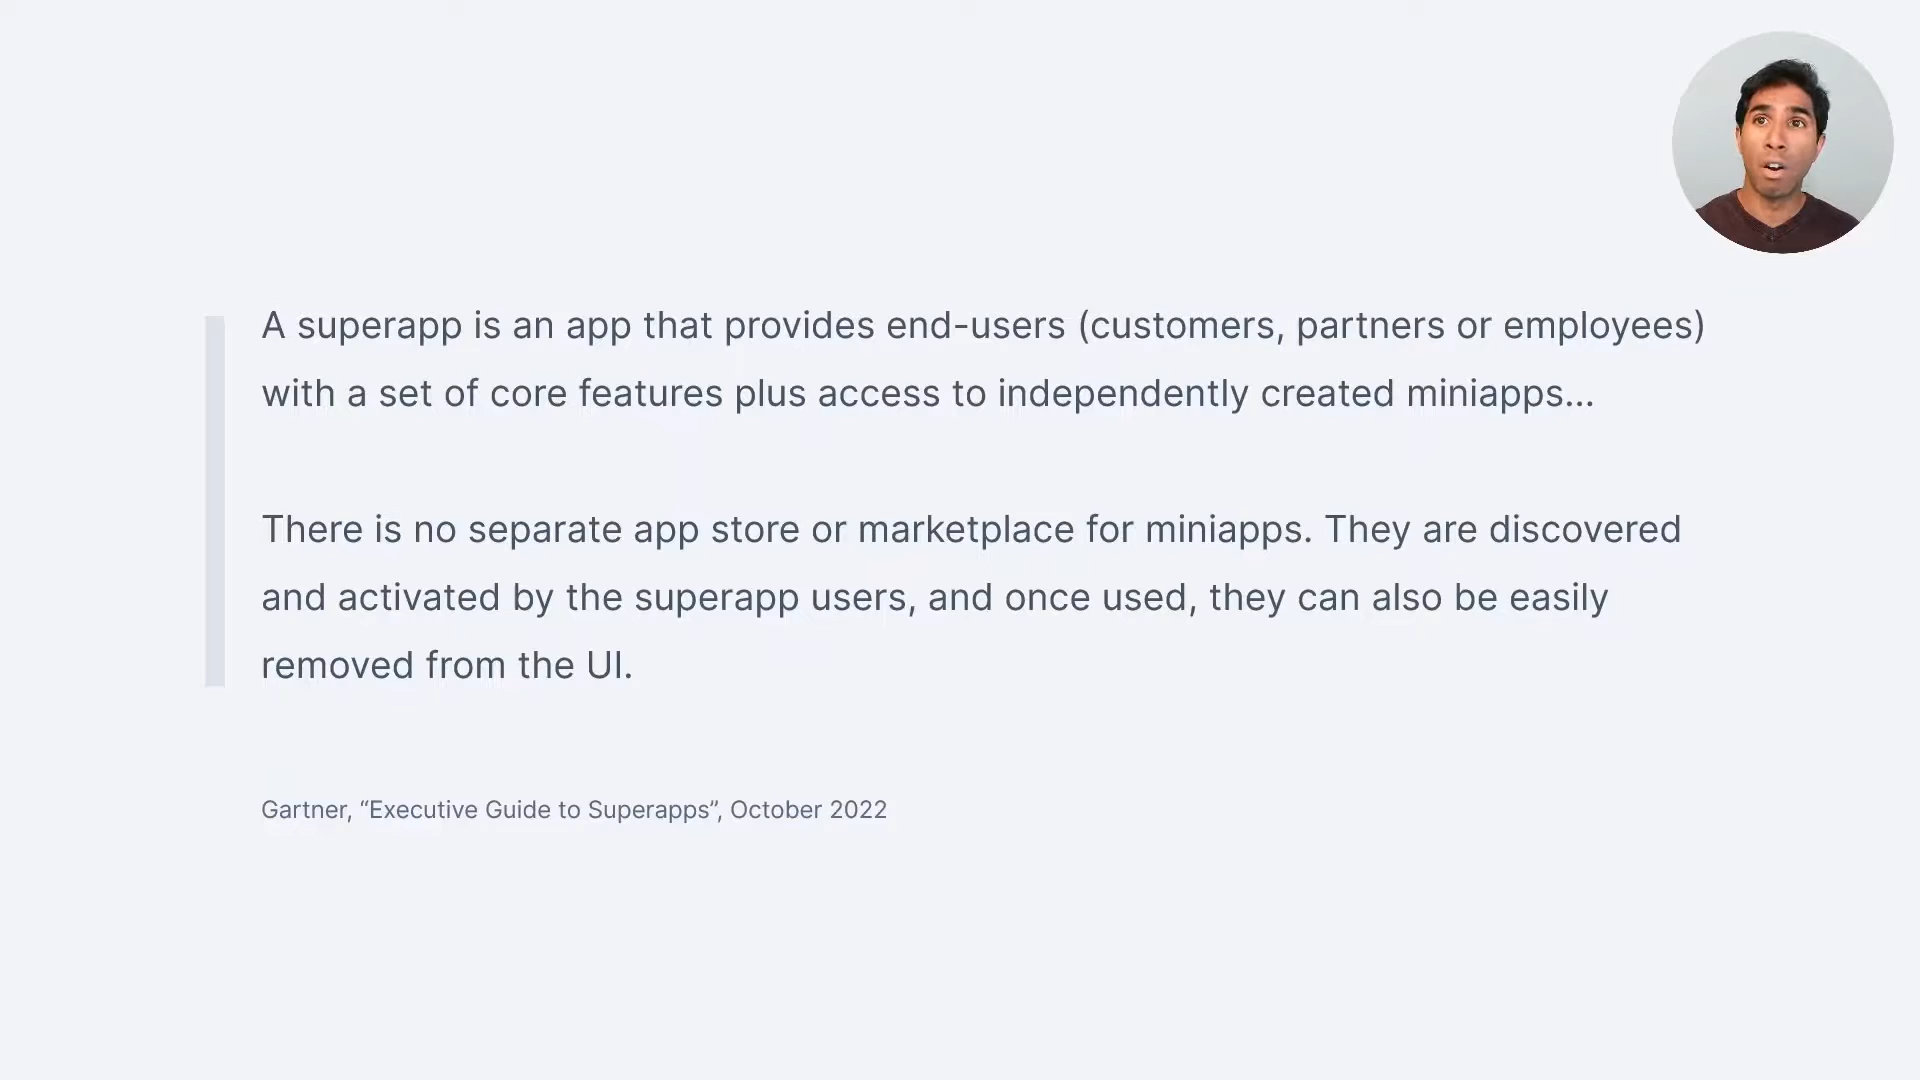 A superapp is an app that provides end-users (customers, partners or employees)
with a set of core features plus access to independently created miniapps...
There is no separate app store or marketplace for miniapps. They are discovered
and activated by the superapp users, and once used, they can also be easily
removed from the UI.
Gartner, “Executive Guide to Superapps”, October 2022